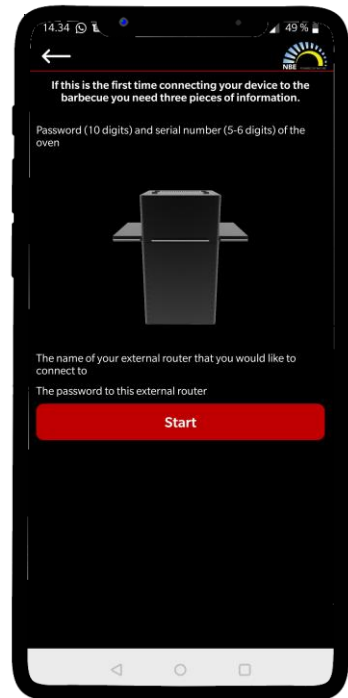 14.34
49 %
NBE
If this is the first time connecting your device to the
barbecue you need three pieces of information.
Password (10 digits) and serial number (5-6 digits) of the
oven
The name of your external router that you would like to
connect to
The password to this external router
Start